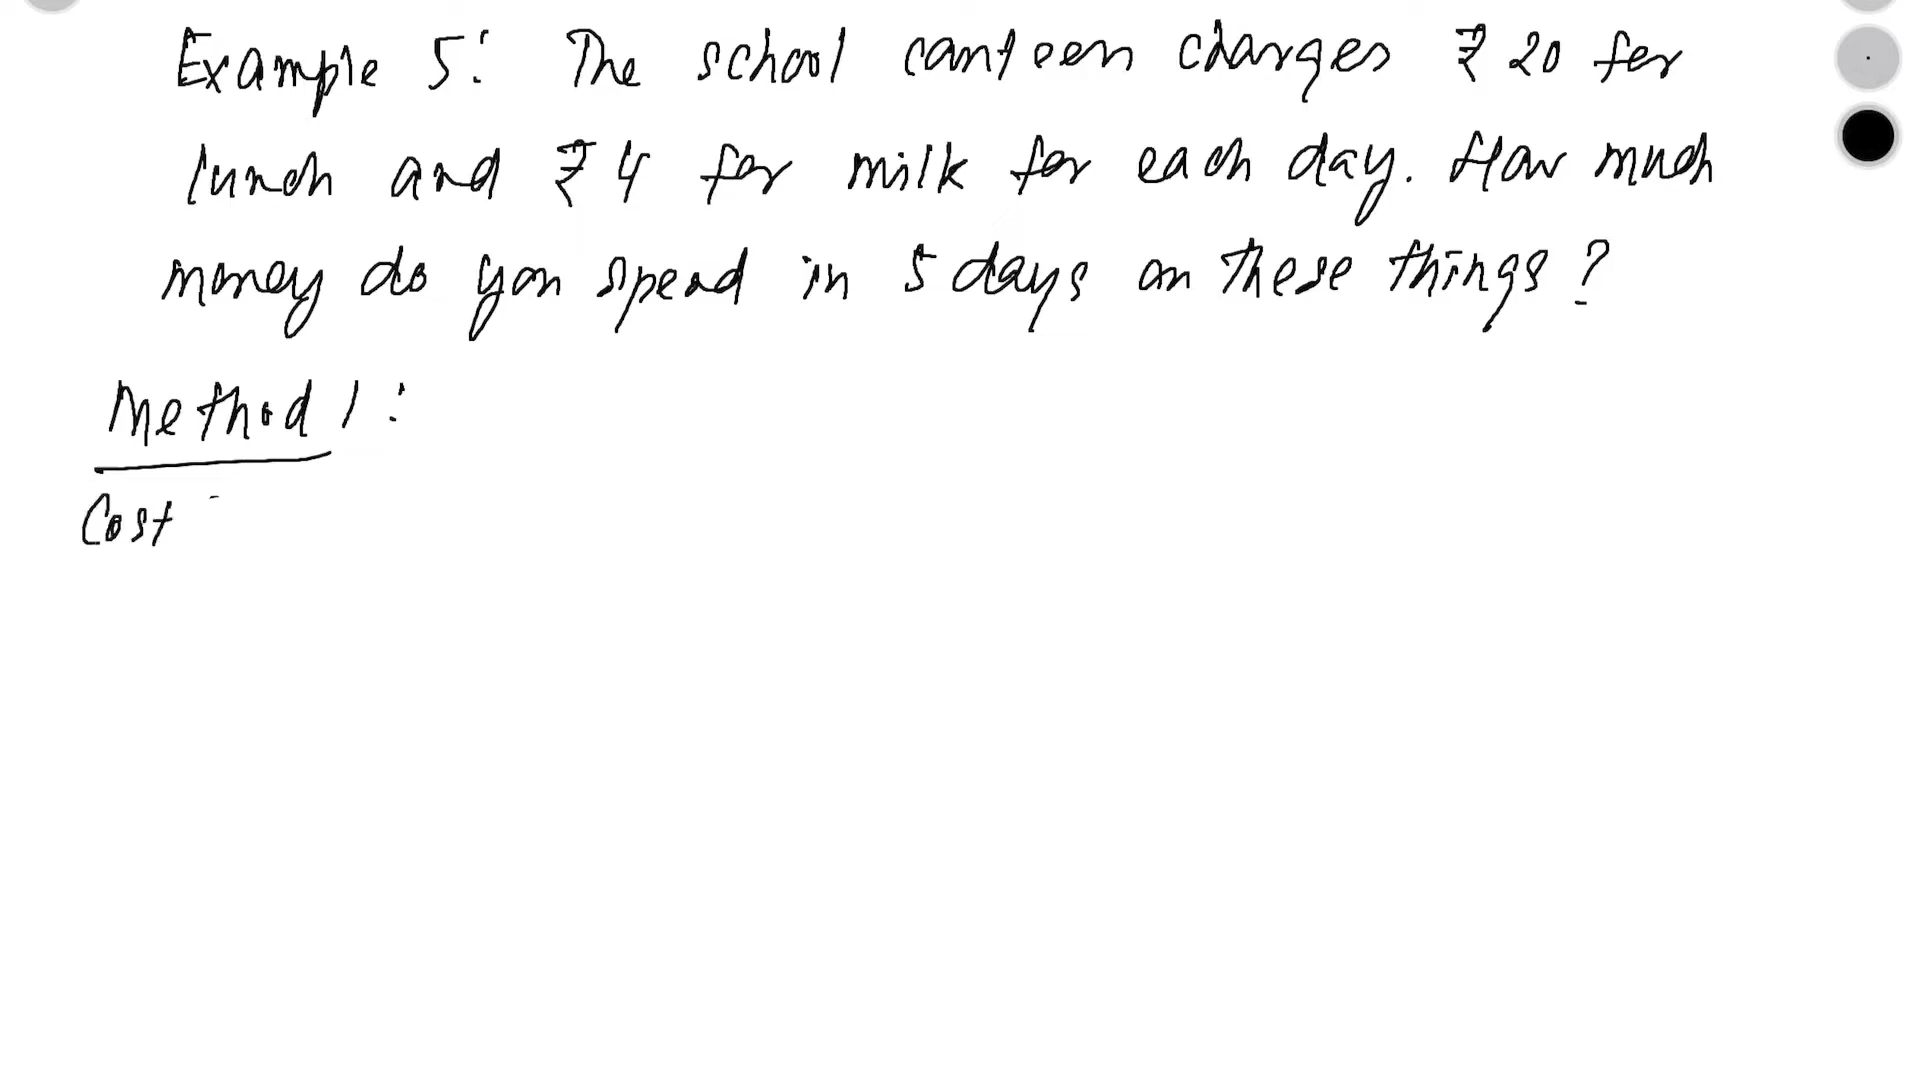 Example 5: The school canteen charges ₹ 20 for
lunch and ₹ 4 for milk for each day. How much
money do you spend in 5 days on these things?
Method 1:
Cost